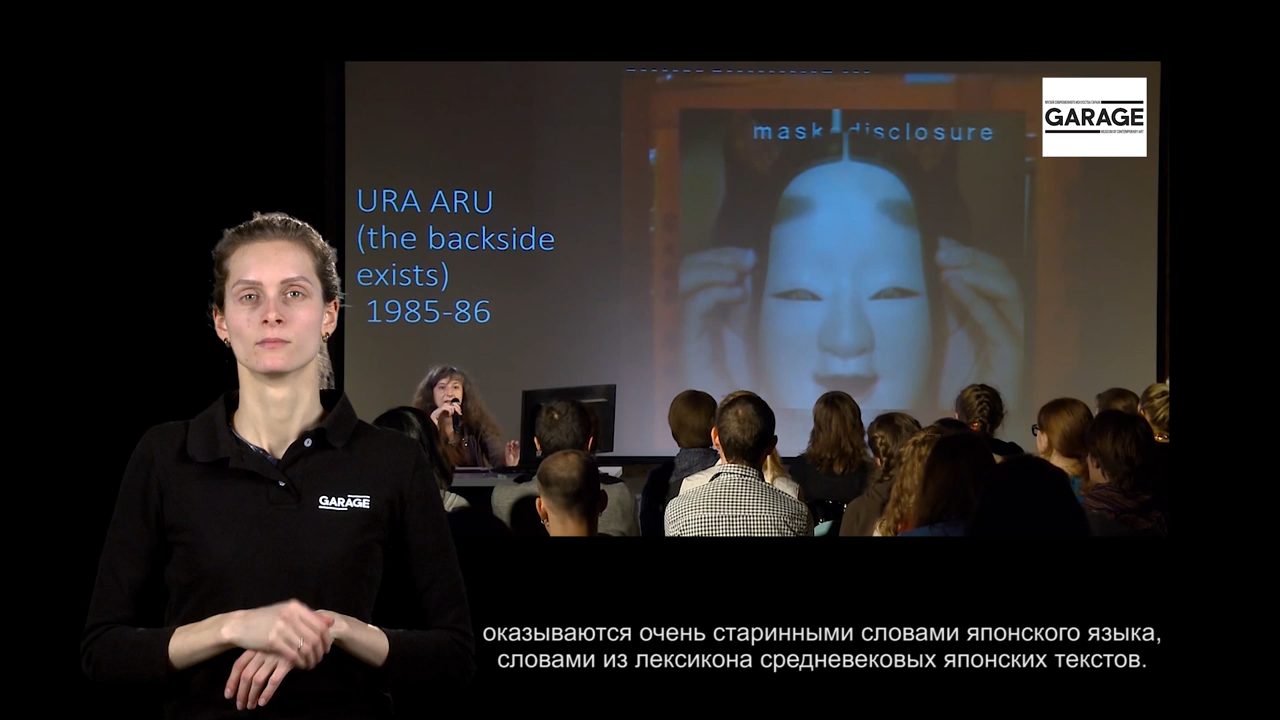 mask disclosure
GARAGE
URA ARU
(the backside
exists)
1985-86
GARAGE
оказываются очень старинными словами японского языка,
словами из лексикона средневековых японских текстов.